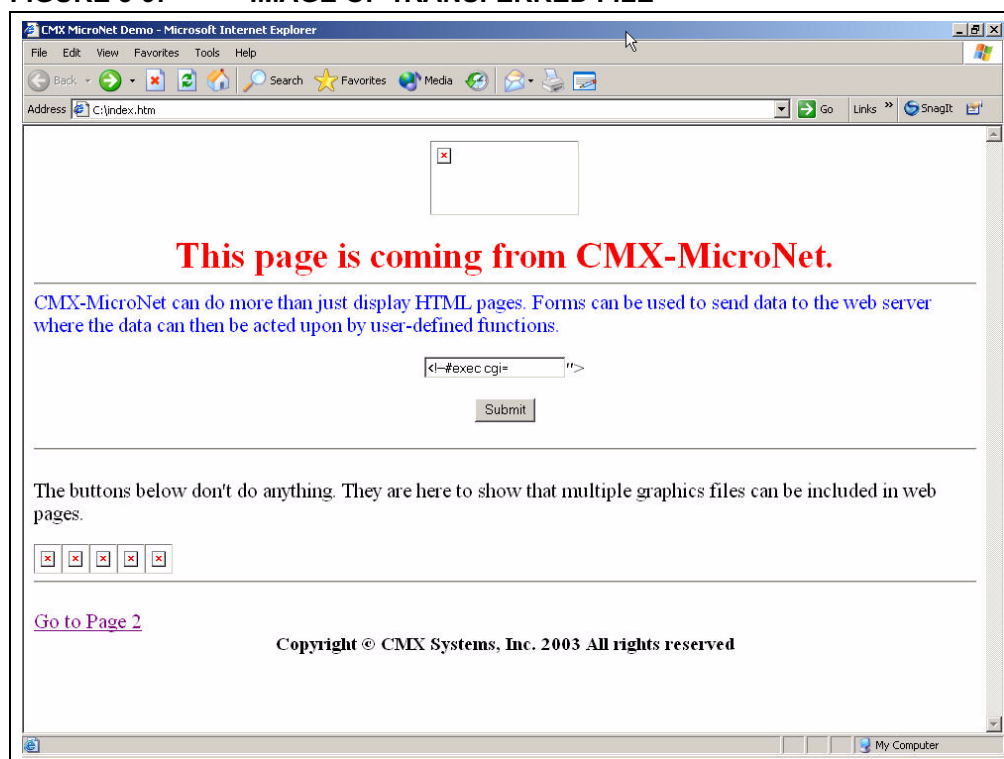 CMX MicroNet Demo - Microsoft Internet Explorer
File Edit View Favorites Tools Help
Back Search Favorites Media
Address C:\index.htm Go Links » SnagIt
This page is coming from CMX-MicroNet.
CMX-MicroNet can do more than just display HTML pages. Forms can be used to send data to the web server
where the data can then be acted upon by user-defined functions.
<!--#exec cgi= ">
Submit
The buttons below don't do anything. They are here to show that multiple graphics files can be included in web
pages.
Go to Page 2
Copyright © CMX Systems, Inc. 2003 All rights reserved
My Computer